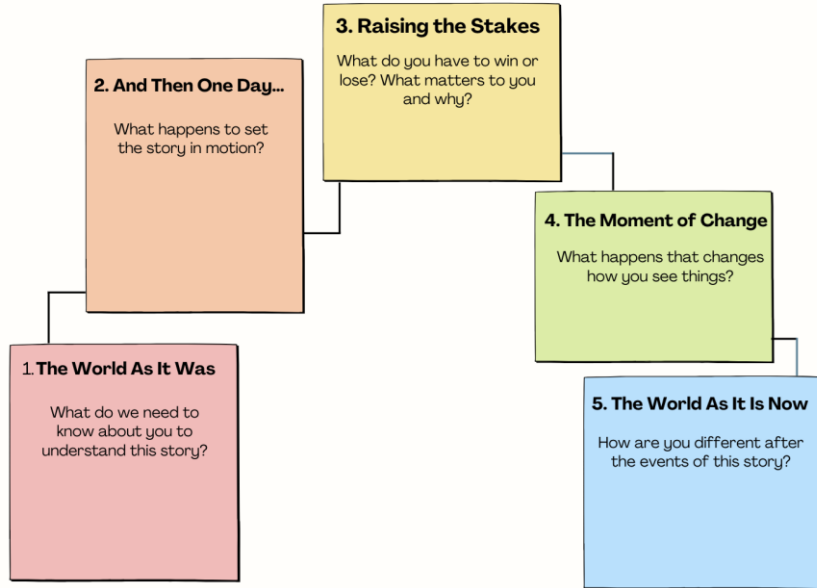 1. The World As It Was
What do we need to
know about you to
understand this story?
2. And Then One Day...
What happens to set
the story in motion?
3. Raising the Stakes
What do you have to win or
lose? What matters to you
and why?
4. The Moment of Change
What happens that changes
how you see things?
5. The World As It Is Now
How are you different after
the events of this story?